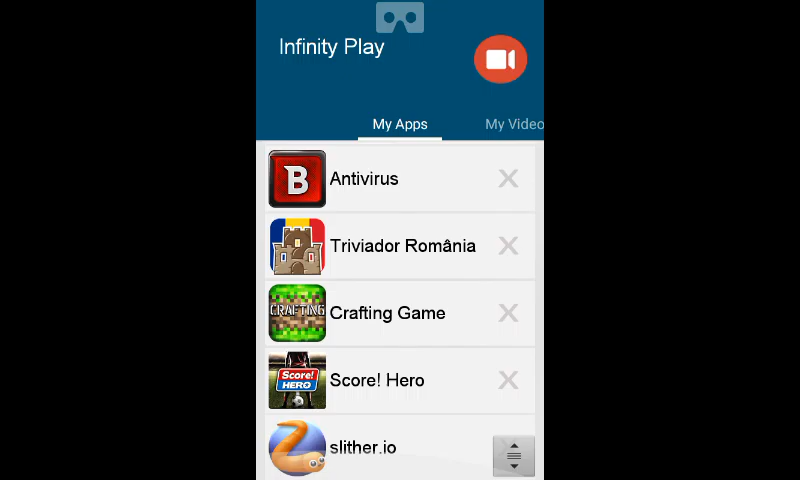 Infinity Play
My Apps
My Video
B
Antivirus
Triviador România
CRAFTING
Crafting Game
Score!
HERO
Score! Hero
slither.io